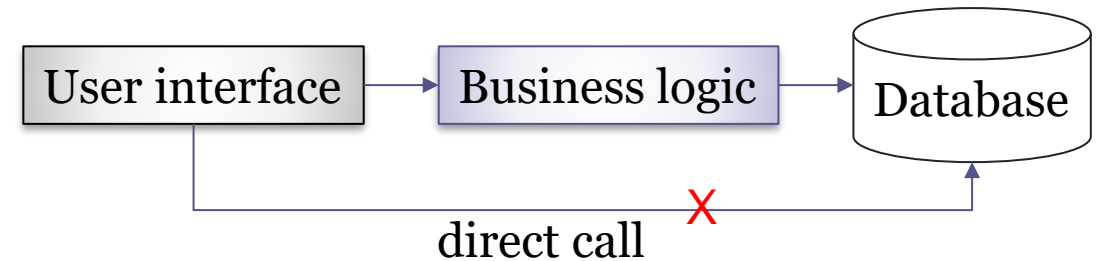 User interface
Business logic
Database
X
direct call